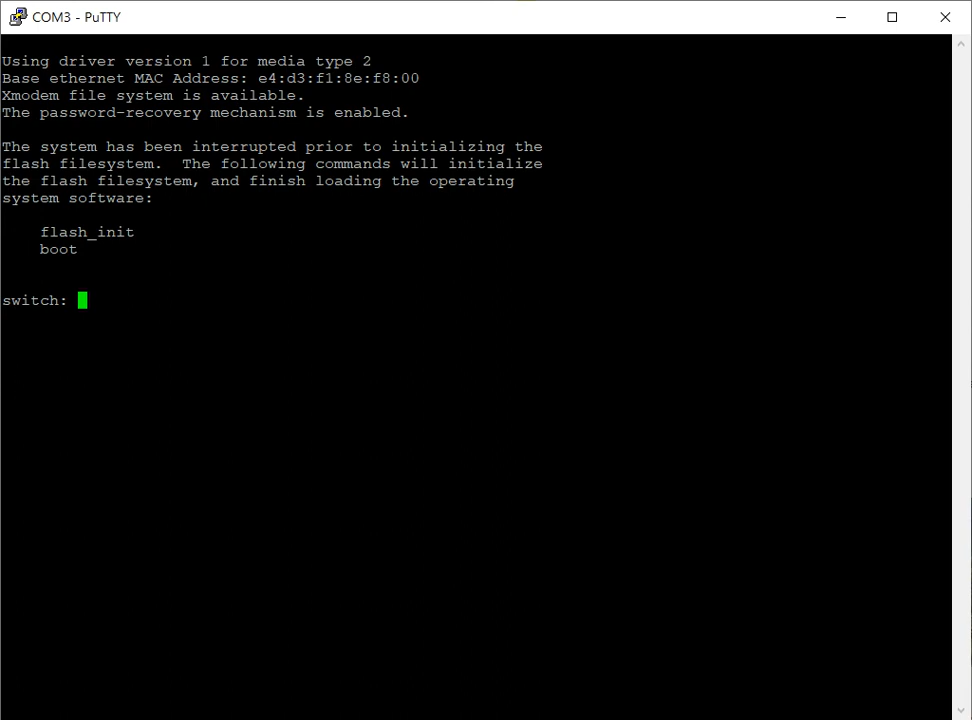 COM3 - PuTTY
Using driver version 1 for media type 2
Base ethernet MAC Address: e4:d3:f1:8e:f8:00
Xmodem file system is available.
The password-recovery mechanism is enabled.
The system has been interrupted prior to initializing the
flash filesystem.  The following commands will initialize
the flash filesystem, and finish loading the operating
system software:
    flash_init
    boot
switch: